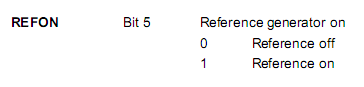 REFON Bit 5 Reference generator on
0 Reference off
1 Reference on